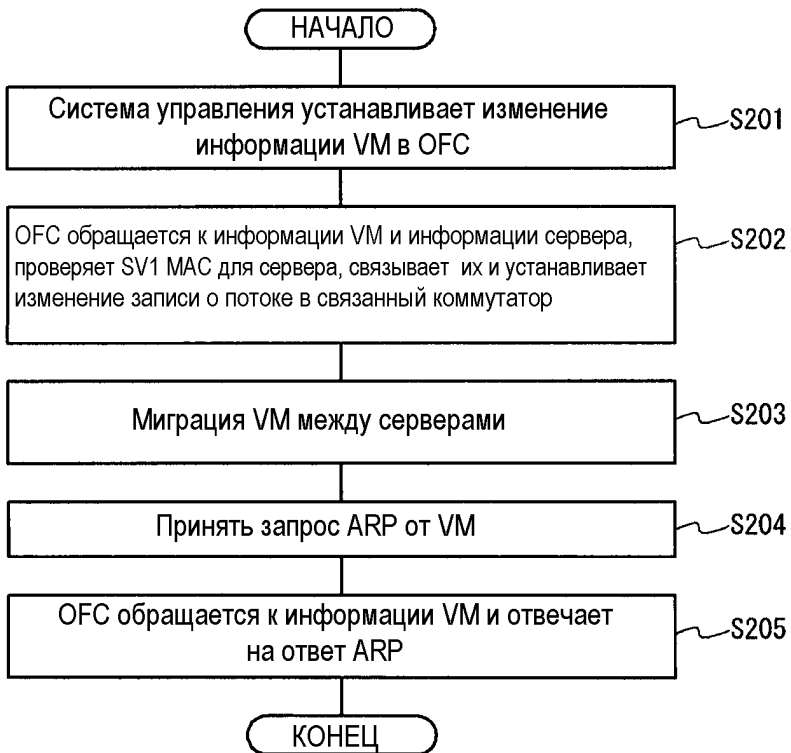 НАЧАЛО
Система управления устанавливает изменение
информации VM в OFC
S201
OFC обращается к информации VM и информации сервера,
проверяет SV1 MAC для сервера, связывает их и устанавливает
изменение записи о потоке в связанный коммутатор
S202
Миграция VM между серверами
S203
Принять запрос ARP от VM
S204
OFC обращается к информации VM и отвечает
на ответ ARP
S205
КОНЕЦ